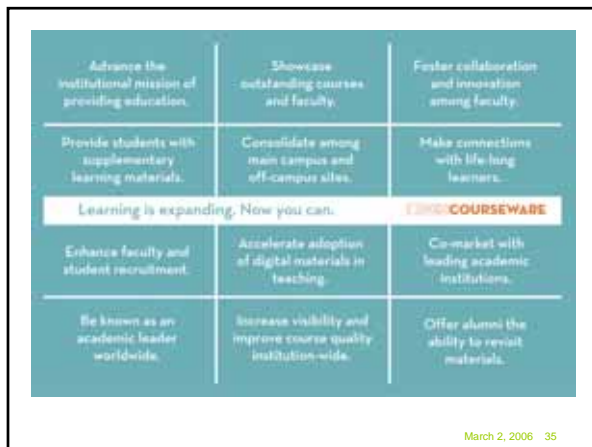 Advance the
institutional mission of
providing education.
Showcase
outstanding courses
and faculty.
Foster collaboration
and innovation
among faculty.
Provide students with
supplementary
learning materials.
Consolidate among
main campus and
off-campus sites.
Make connections
with life-long
learners.
Learning is expanding. Now you can.
COURSEWARE
Enhance faculty and
student recruitment.
Accelerate adoption
of digital materials in
teaching.
Co-market with
leading academic
institutions.
Be known as an
academic leader
worldwide.
Increase visibility and
improve course quality
institution-wide.
Offer alumni the
ability to revisit
materials.
March 2, 2006 35